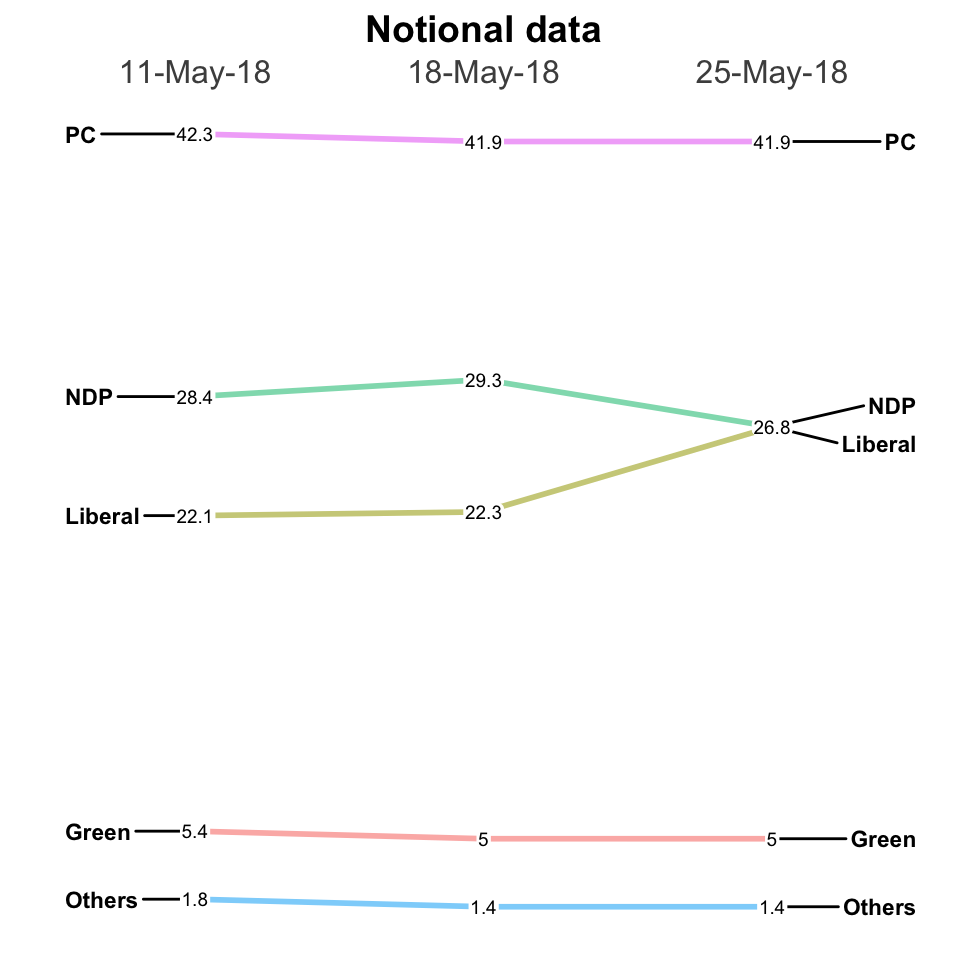 Notional data
11-May-18 18-May-18 25-May-18
PC 42.3 41.9 41.9 PC
NDP 28.4 29.3 26.8 NDP
Liberal
Liberal 22.1 22.3
Green 5.4 5 5 Green
Others 1.8 1.4 1.4 Others